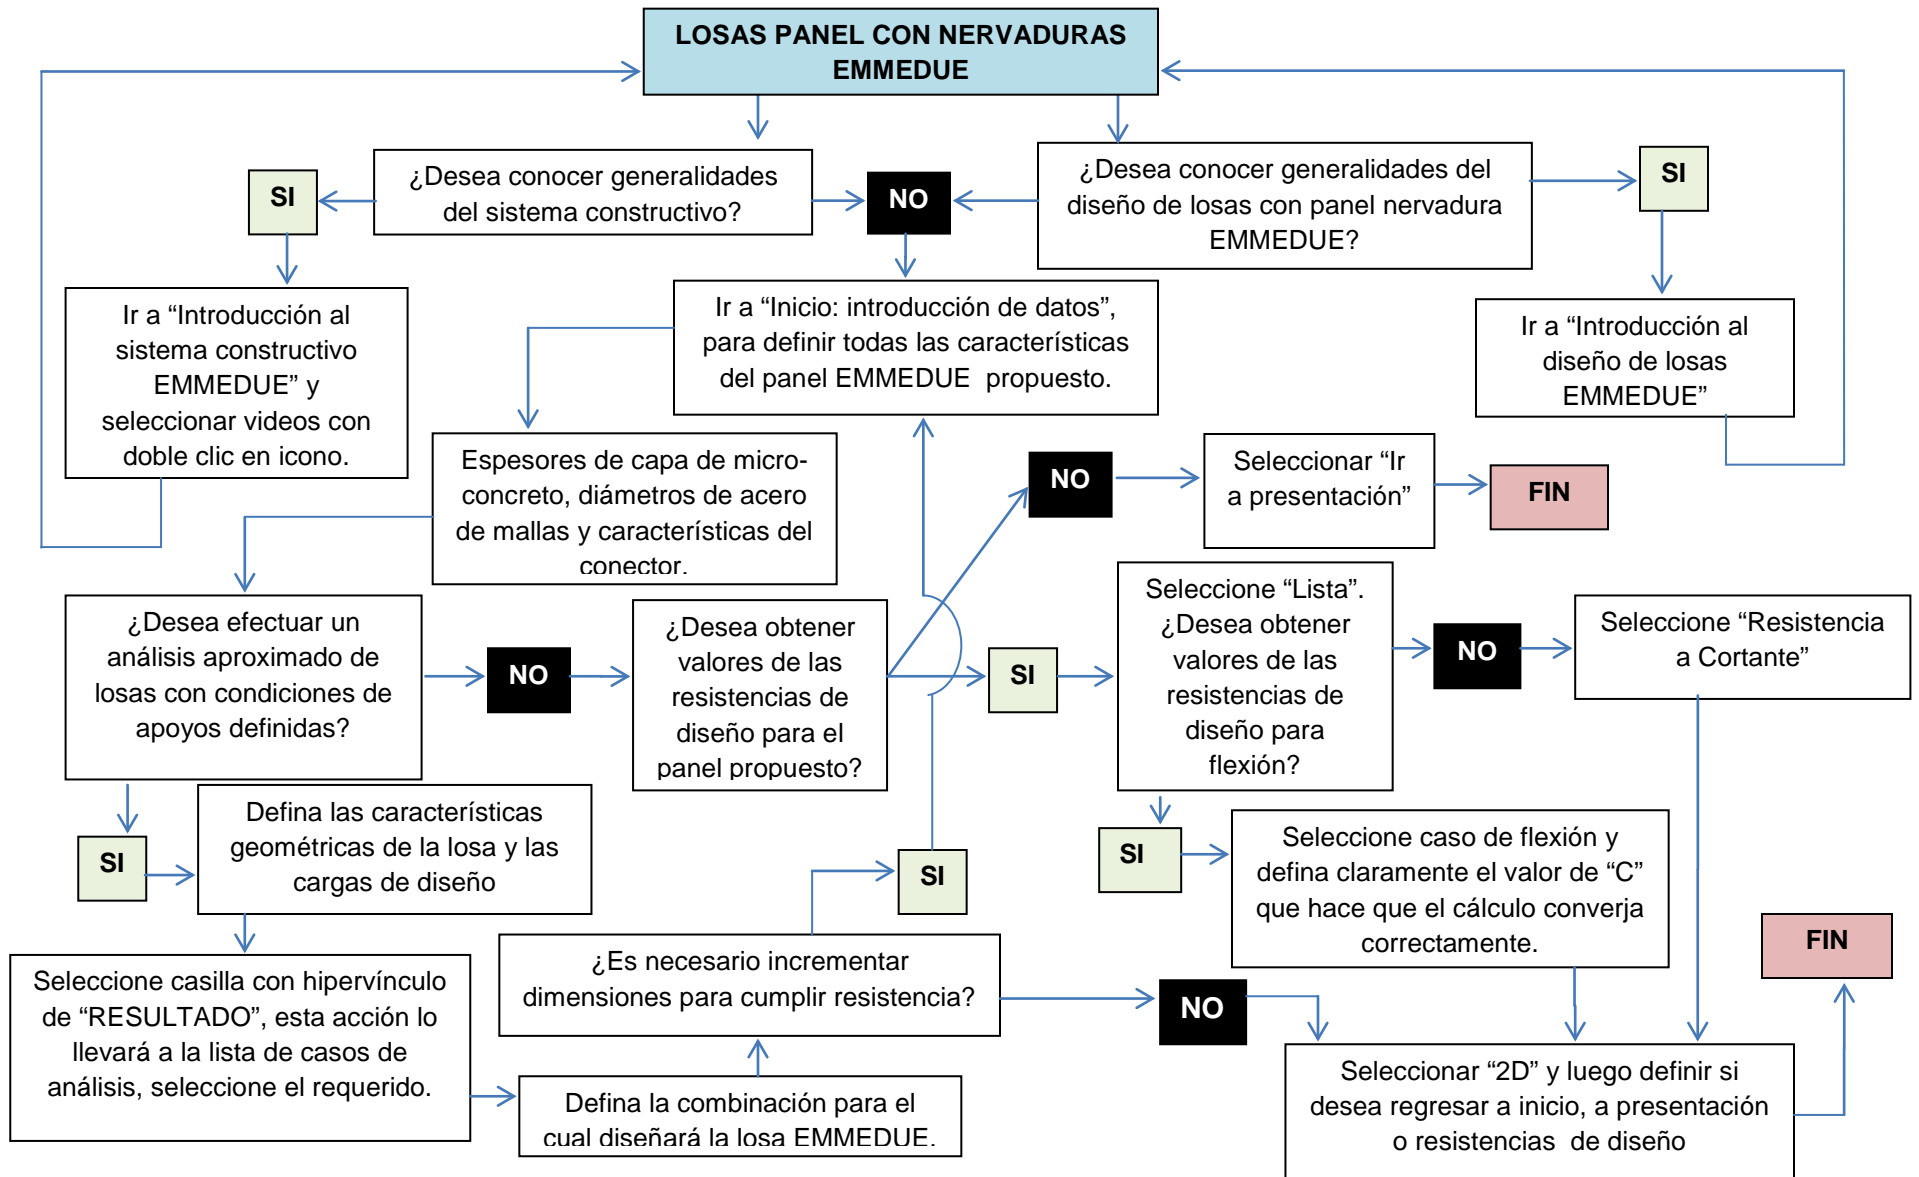 LOSAS PANEL CON NERVADURAS
EMMEDUE
SI
¿Desea conocer generalidades
del sistema constructivo?
NO
¿Desea conocer generalidades del
diseño de losas con panel nervadura
EMMEDUE?
SI
Ir a “Introducción al
sistema constructivo
EMMEDUE” y
seleccionar videos con
doble clic en icono.
Ir a “Inicio: introducción de datos”,
para definir todas las características
del panel EMMEDUE propuesto.
Ir a “Introducción al
diseño de losas
EMMEDUE”
Espesores de capa de micro-
concreto, diámetros de acero
de mallas y características del
conector.
NO
Seleccionar “Ir
a presentación”
FIN
¿Desea efectuar un
análisis aproximado de
losas con condiciones de
apoyos definidas?
NO
¿Desea obtener
valores de las
resistencias de
diseño para el
panel propuesto?
SI
Seleccione “Lista”.
¿Desea obtener
valores de las
resistencias de
diseño para
flexión?
NO
Seleccione “Resistencia
a Cortante”
SI
Defina las características
geométricas de la losa y las
cargas de diseño
SI
SI
Seleccione caso de flexión y
defina claramente el valor de “C”
que hace que el cálculo converja
correctamente.
FIN
Seleccione casilla con hipervínculo
de “RESULTADO”, esta acción lo
llevará a la lista de casos de
análisis, seleccione el requerido.
¿Es necesario incrementar
dimensiones para cumplir resistencia?
NO
Defina la combinación para el
cual diseñará la losa EMMEDUE.
Seleccionar “2D” y luego definir si
desea regresar a inicio, a presentación
o resistencias de diseño